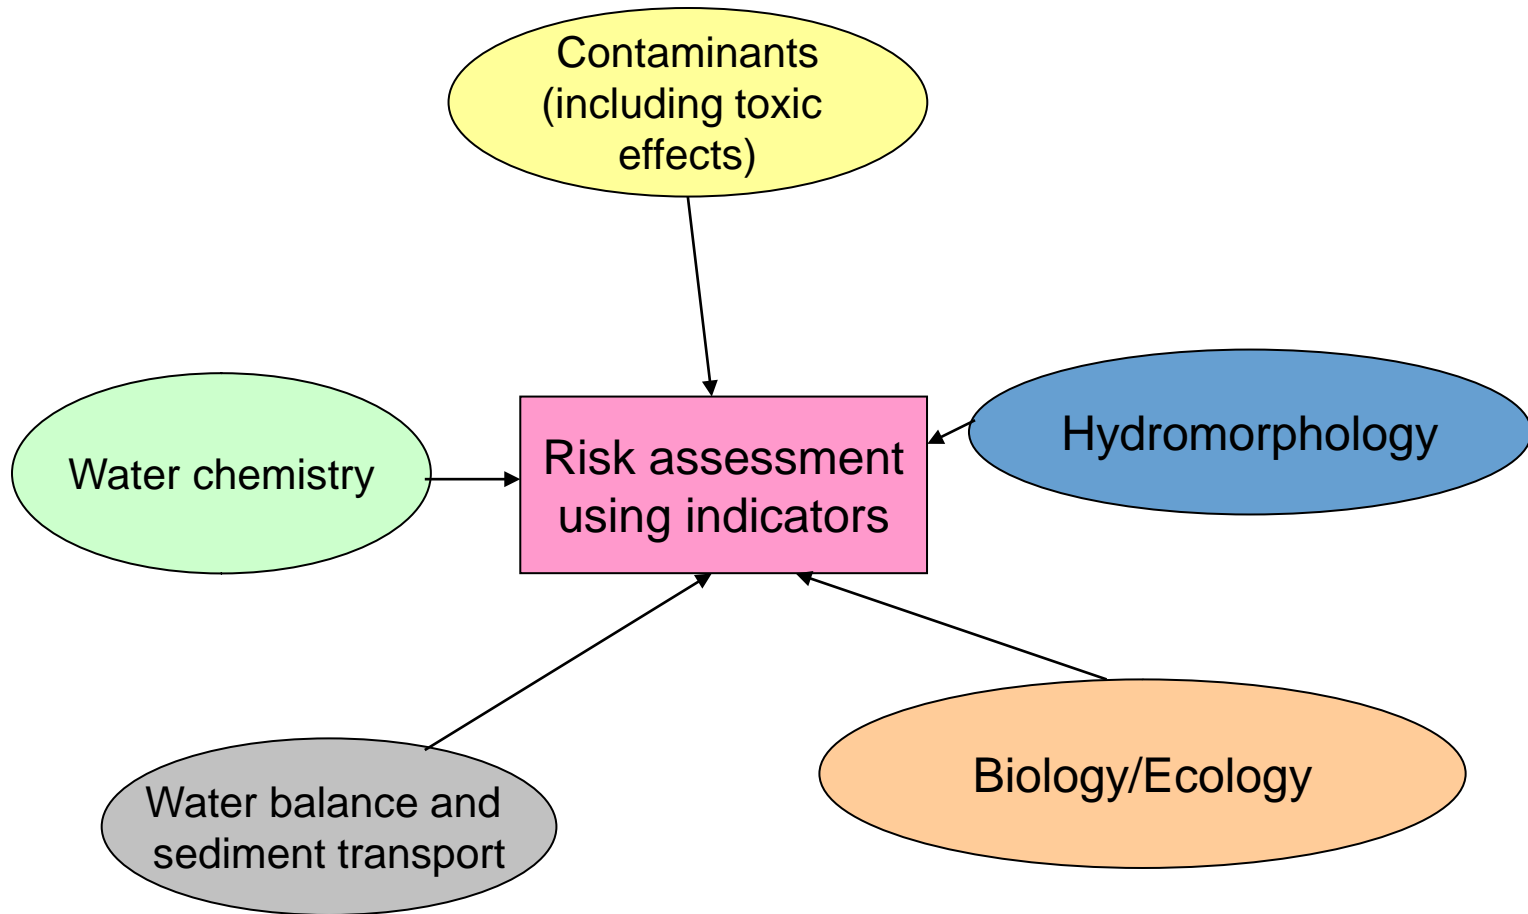 Contaminants
(including toxic
effects)
Hydromorphology
Water chemistry
Risk assessment
using indicators
Biology/Ecology
Water balance and
sediment transport